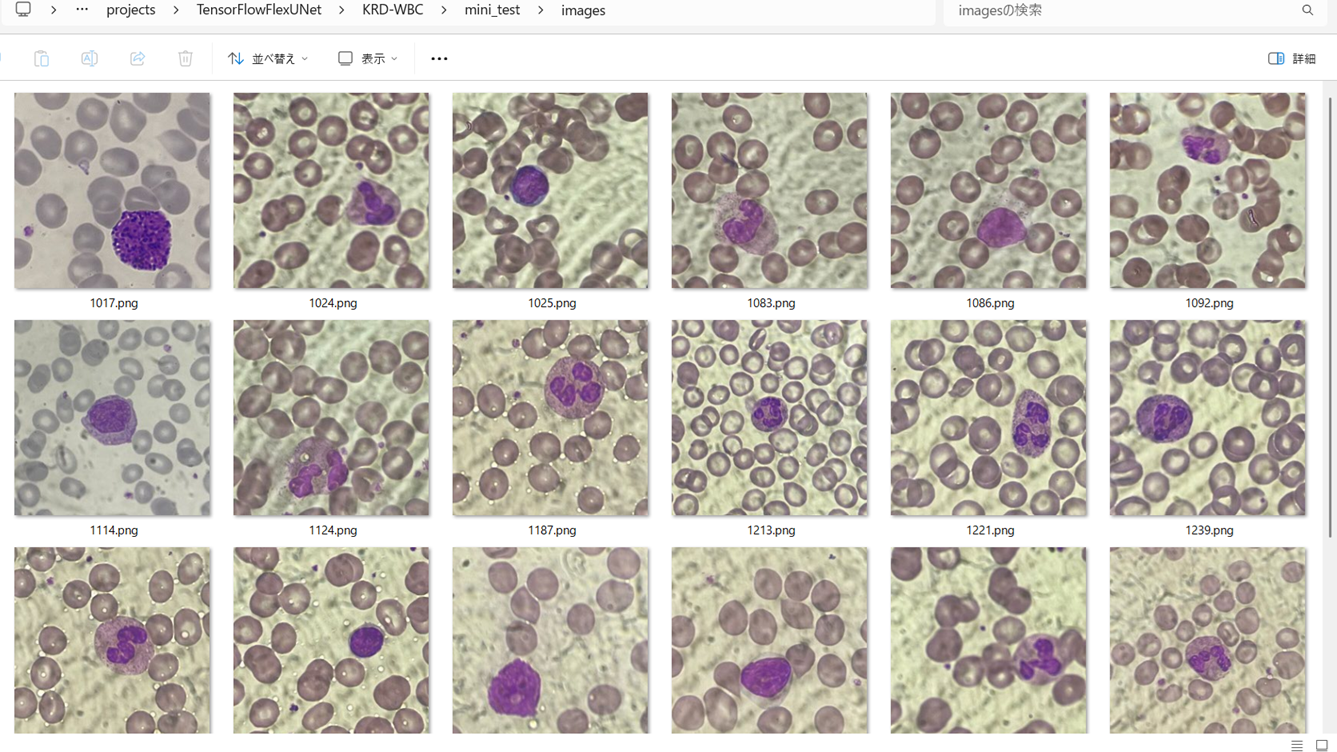 … projects > TensorFlowFlexUNet > KRD-WBC > mini_test > images
imagesの検索
並べ替え
表示
詳細
1017.png
1024.png
1025.png
1083.png
1086.png
1092.png
1114.png
1124.png
1187.png
1213.png
1221.png
1239.png